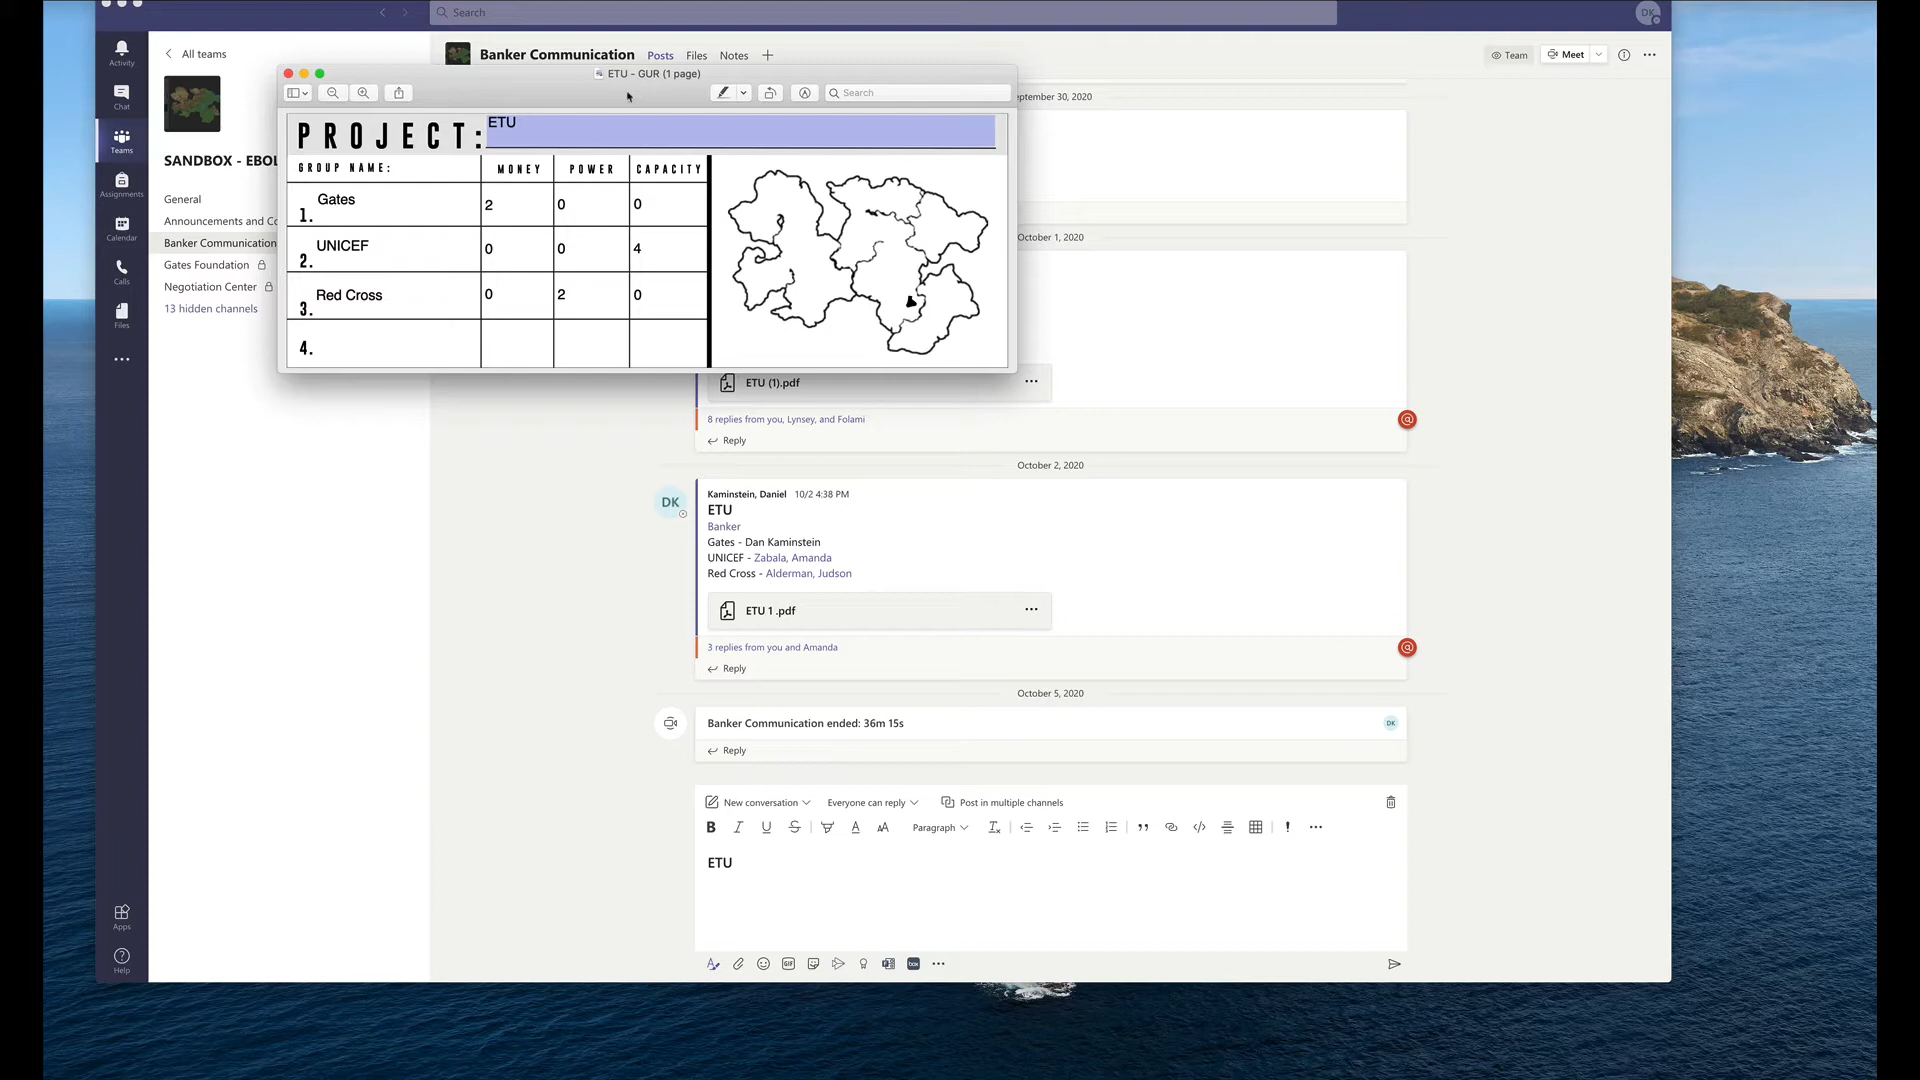 Search
DK
All teams
Banker Communication
Posts
Files
Notes
Team
Meet
Activity
Chat
Teams
Assignments
Calendar
Calls
Files
Apps
Help
SANDBOX - EBOL
General
Announcements and Co
Banker Communication
Gates Foundation
Negotiation Center
13 hidden channels
ETU - GUR (1 page)
Search
PROJECT: ETU
GROUP NAME: MONEY POWER CAPACITY
1. Gates 2 0 0
2. UNICEF 0 0 4
3. Red Cross 0 2 0
4.
eptember 30, 2020
October 1, 2020
ETU (1).pdf
8 replies from you, Lynsey, and Folami
Reply
October 2, 2020
DK
Kaminstein, Daniel 10/2 4:38 PM
ETU
Banker
Gates - Dan Kaminstein
UNICEF - Zabala, Amanda
Red Cross - Alderman, Judson
ETU 1 .pdf
3 replies from you and Amanda
Reply
October 5, 2020
Banker Communication ended: 36m 15s
DK
Reply
New conversation Everyone can reply Post in multiple channels
B I U S A AA Paragraph
ETU
GIF
box